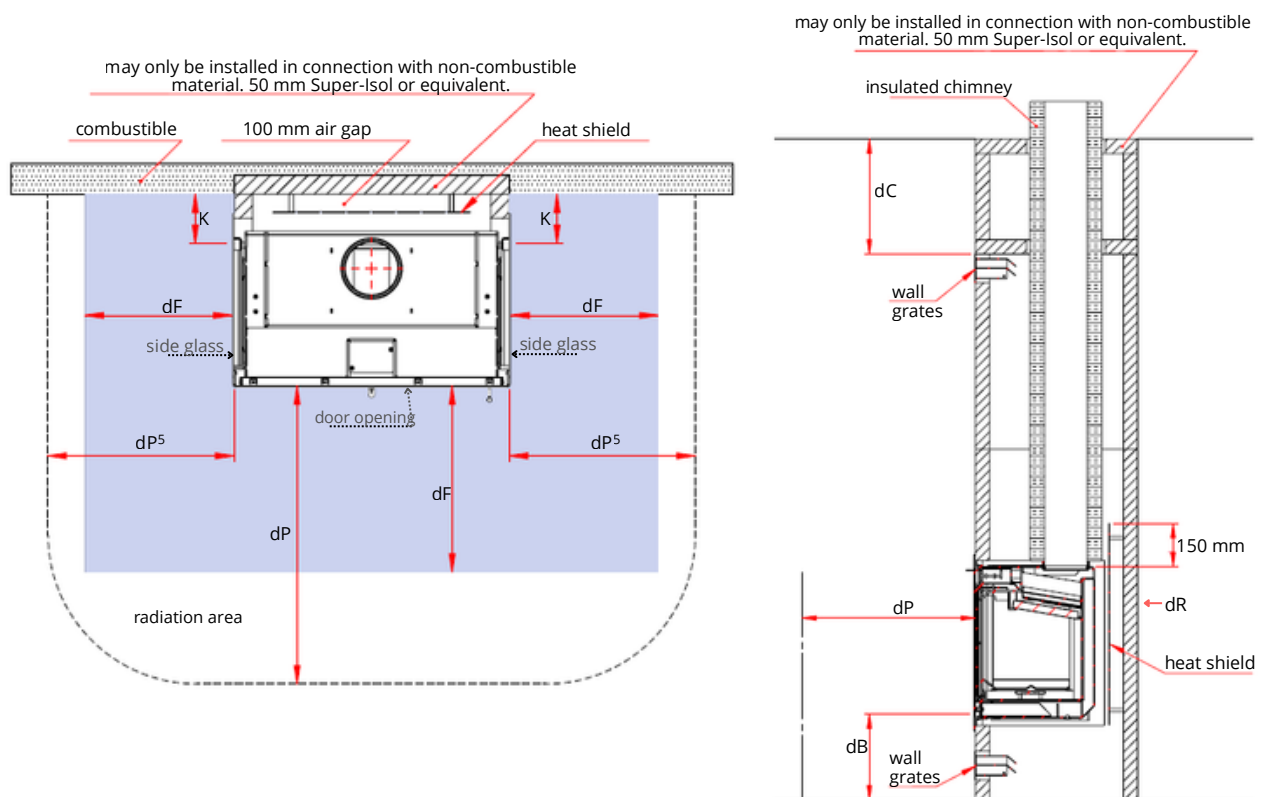 may only be installed in connection with non-combustible
material. 50 mm Super-Isol or equivalent.
combustible
100 mm air gap
heat shield
K
K
dF
dF
side glass
side glass
door opening
dP⁵
dP⁵
dF
dP
radiation area
may only be installed in connection with non-combustible
material. 50 mm Super-Isol or equivalent.
insulated chimney
dC
wall
grates
150 mm
dP
dR
heat shield
dB
wall
grates